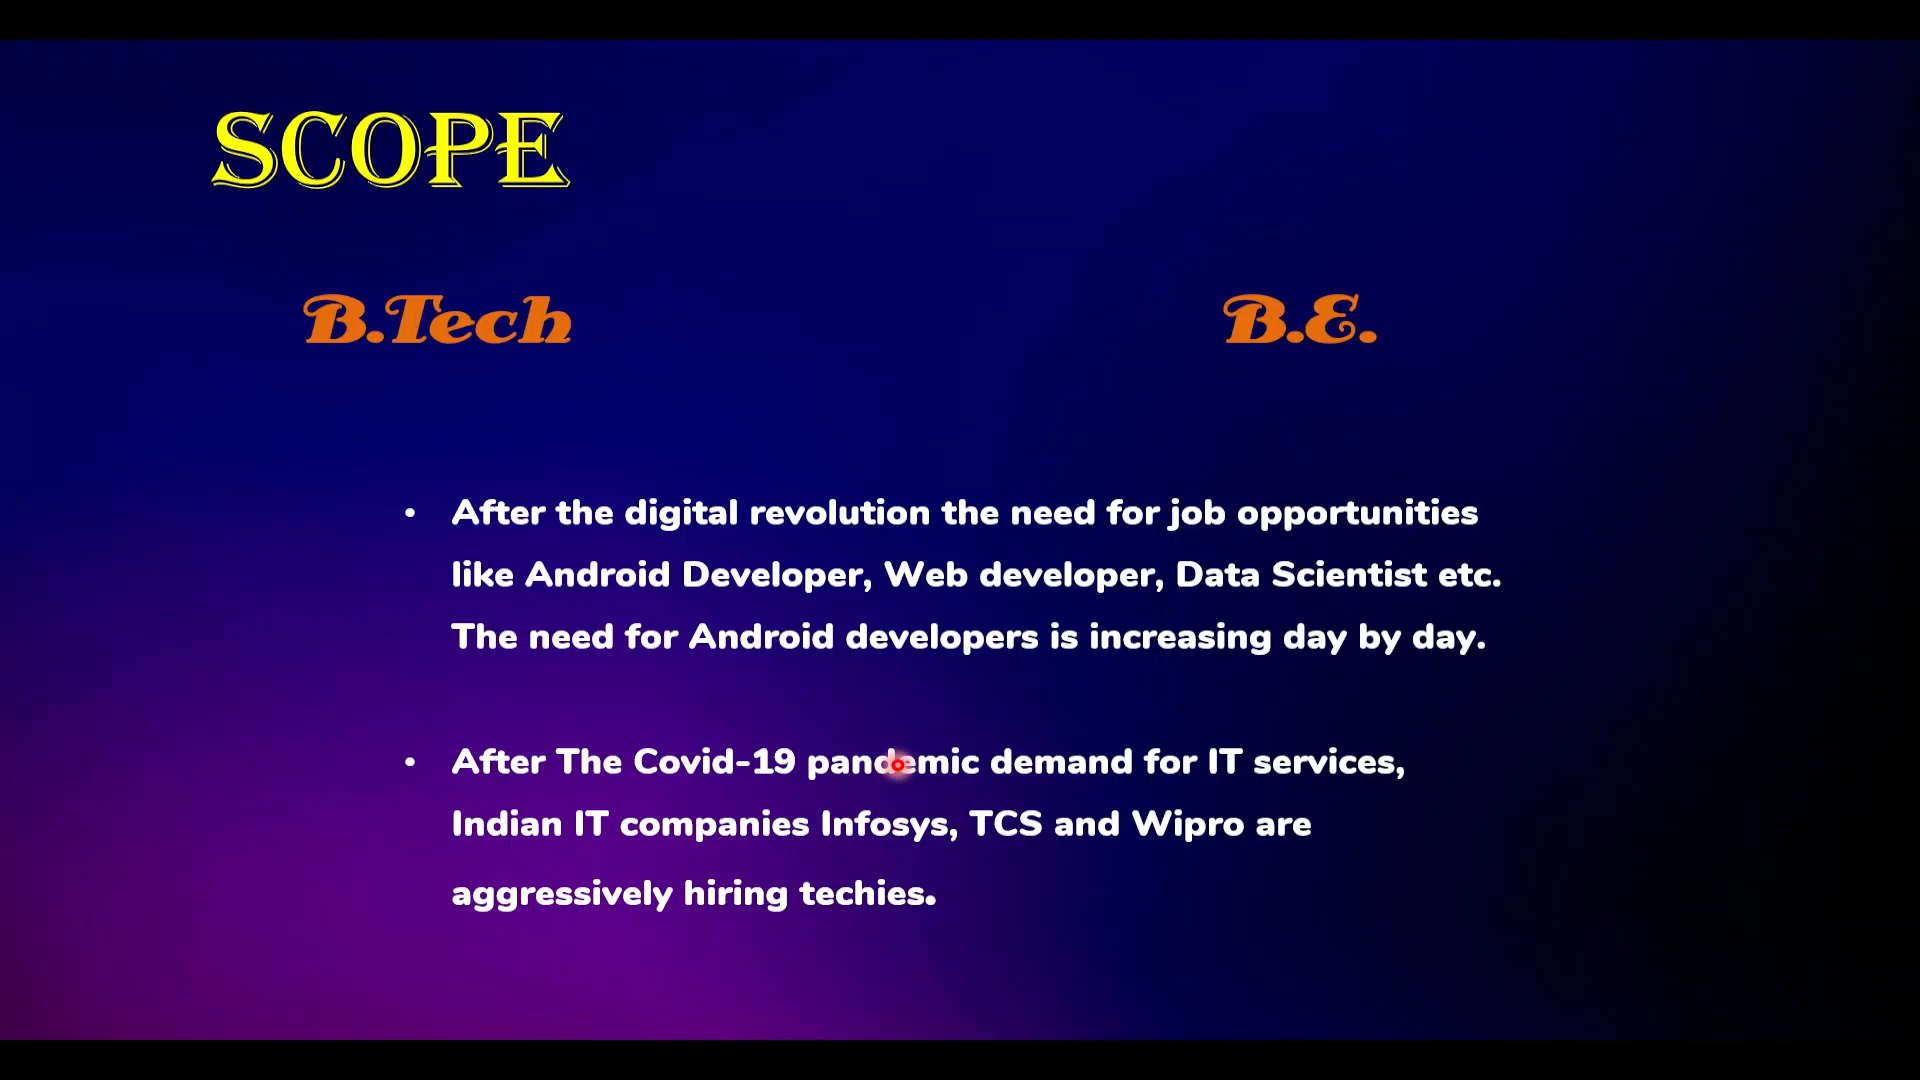 SCOPE
B.Tech
B.E.
• After the digital revolution the need for job opportunities
like Android Developer, Web developer, Data Scientist etc.
The need for Android developers is increasing day by day.
• After The Covid-19 pandemic demand for IT services,
Indian IT companies Infosys, TCS and Wipro are
aggressively hiring techies.